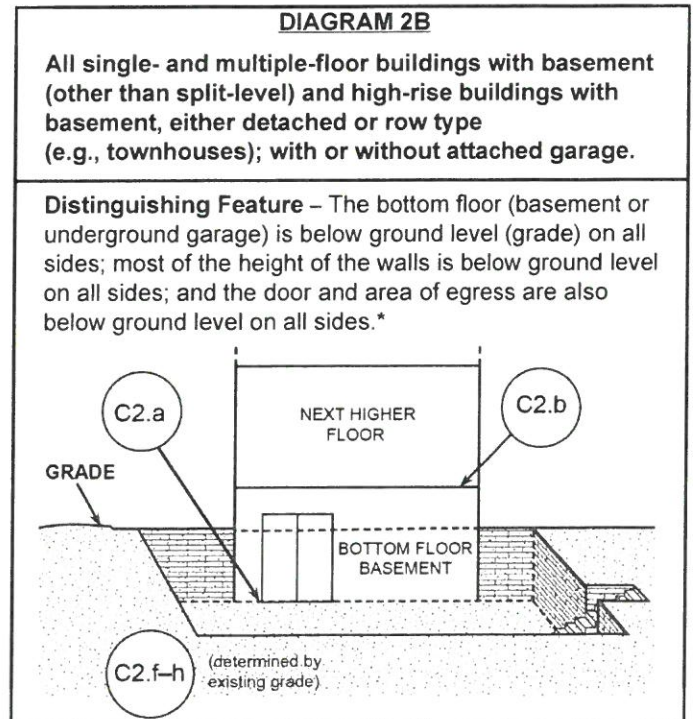 DIAGRAM 2B
All single- and multiple-floor buildings with basement
(other than split-level) and high-rise buildings with
basement, either detached or row type
(e.g., townhouses); with or without attached garage.
Distinguishing Feature – The bottom floor (basement or
underground garage) is below ground level (grade) on all
sides; most of the height of the walls is below ground level
on all sides; and the door and area of egress are also
below ground level on all sides.*
C2.a
NEXT HIGHER
FLOOR
C2.b
GRADE
BOTTOM FLOOR
BASEMENT
C2.f–h
(determined by
existing grade)